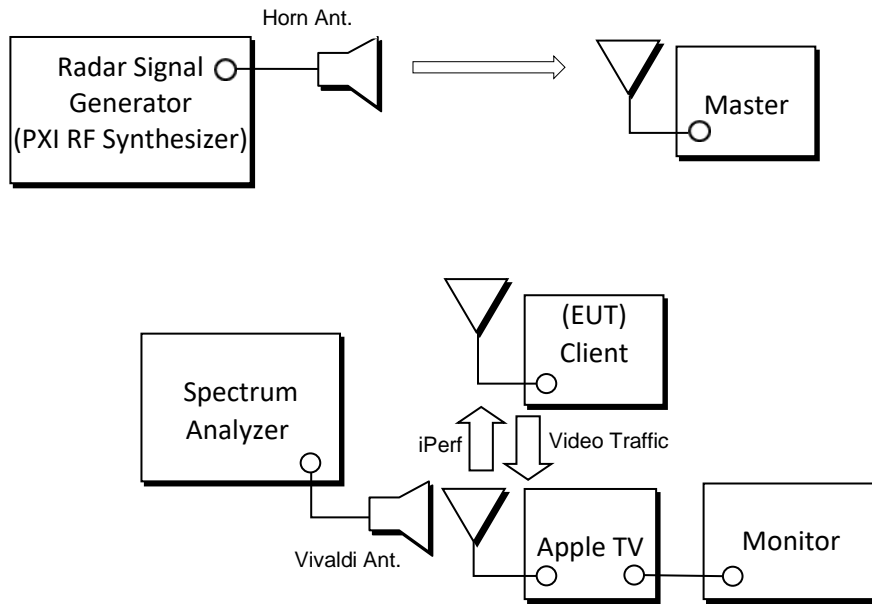 Horn Ant.
Radar Signal
Generator
(PXI RF Synthesizer)
Master
(EUT)
Client
Spectrum
Analyzer
iPerf
Video Traffic
Vivaldi Ant.
Apple TV
Monitor